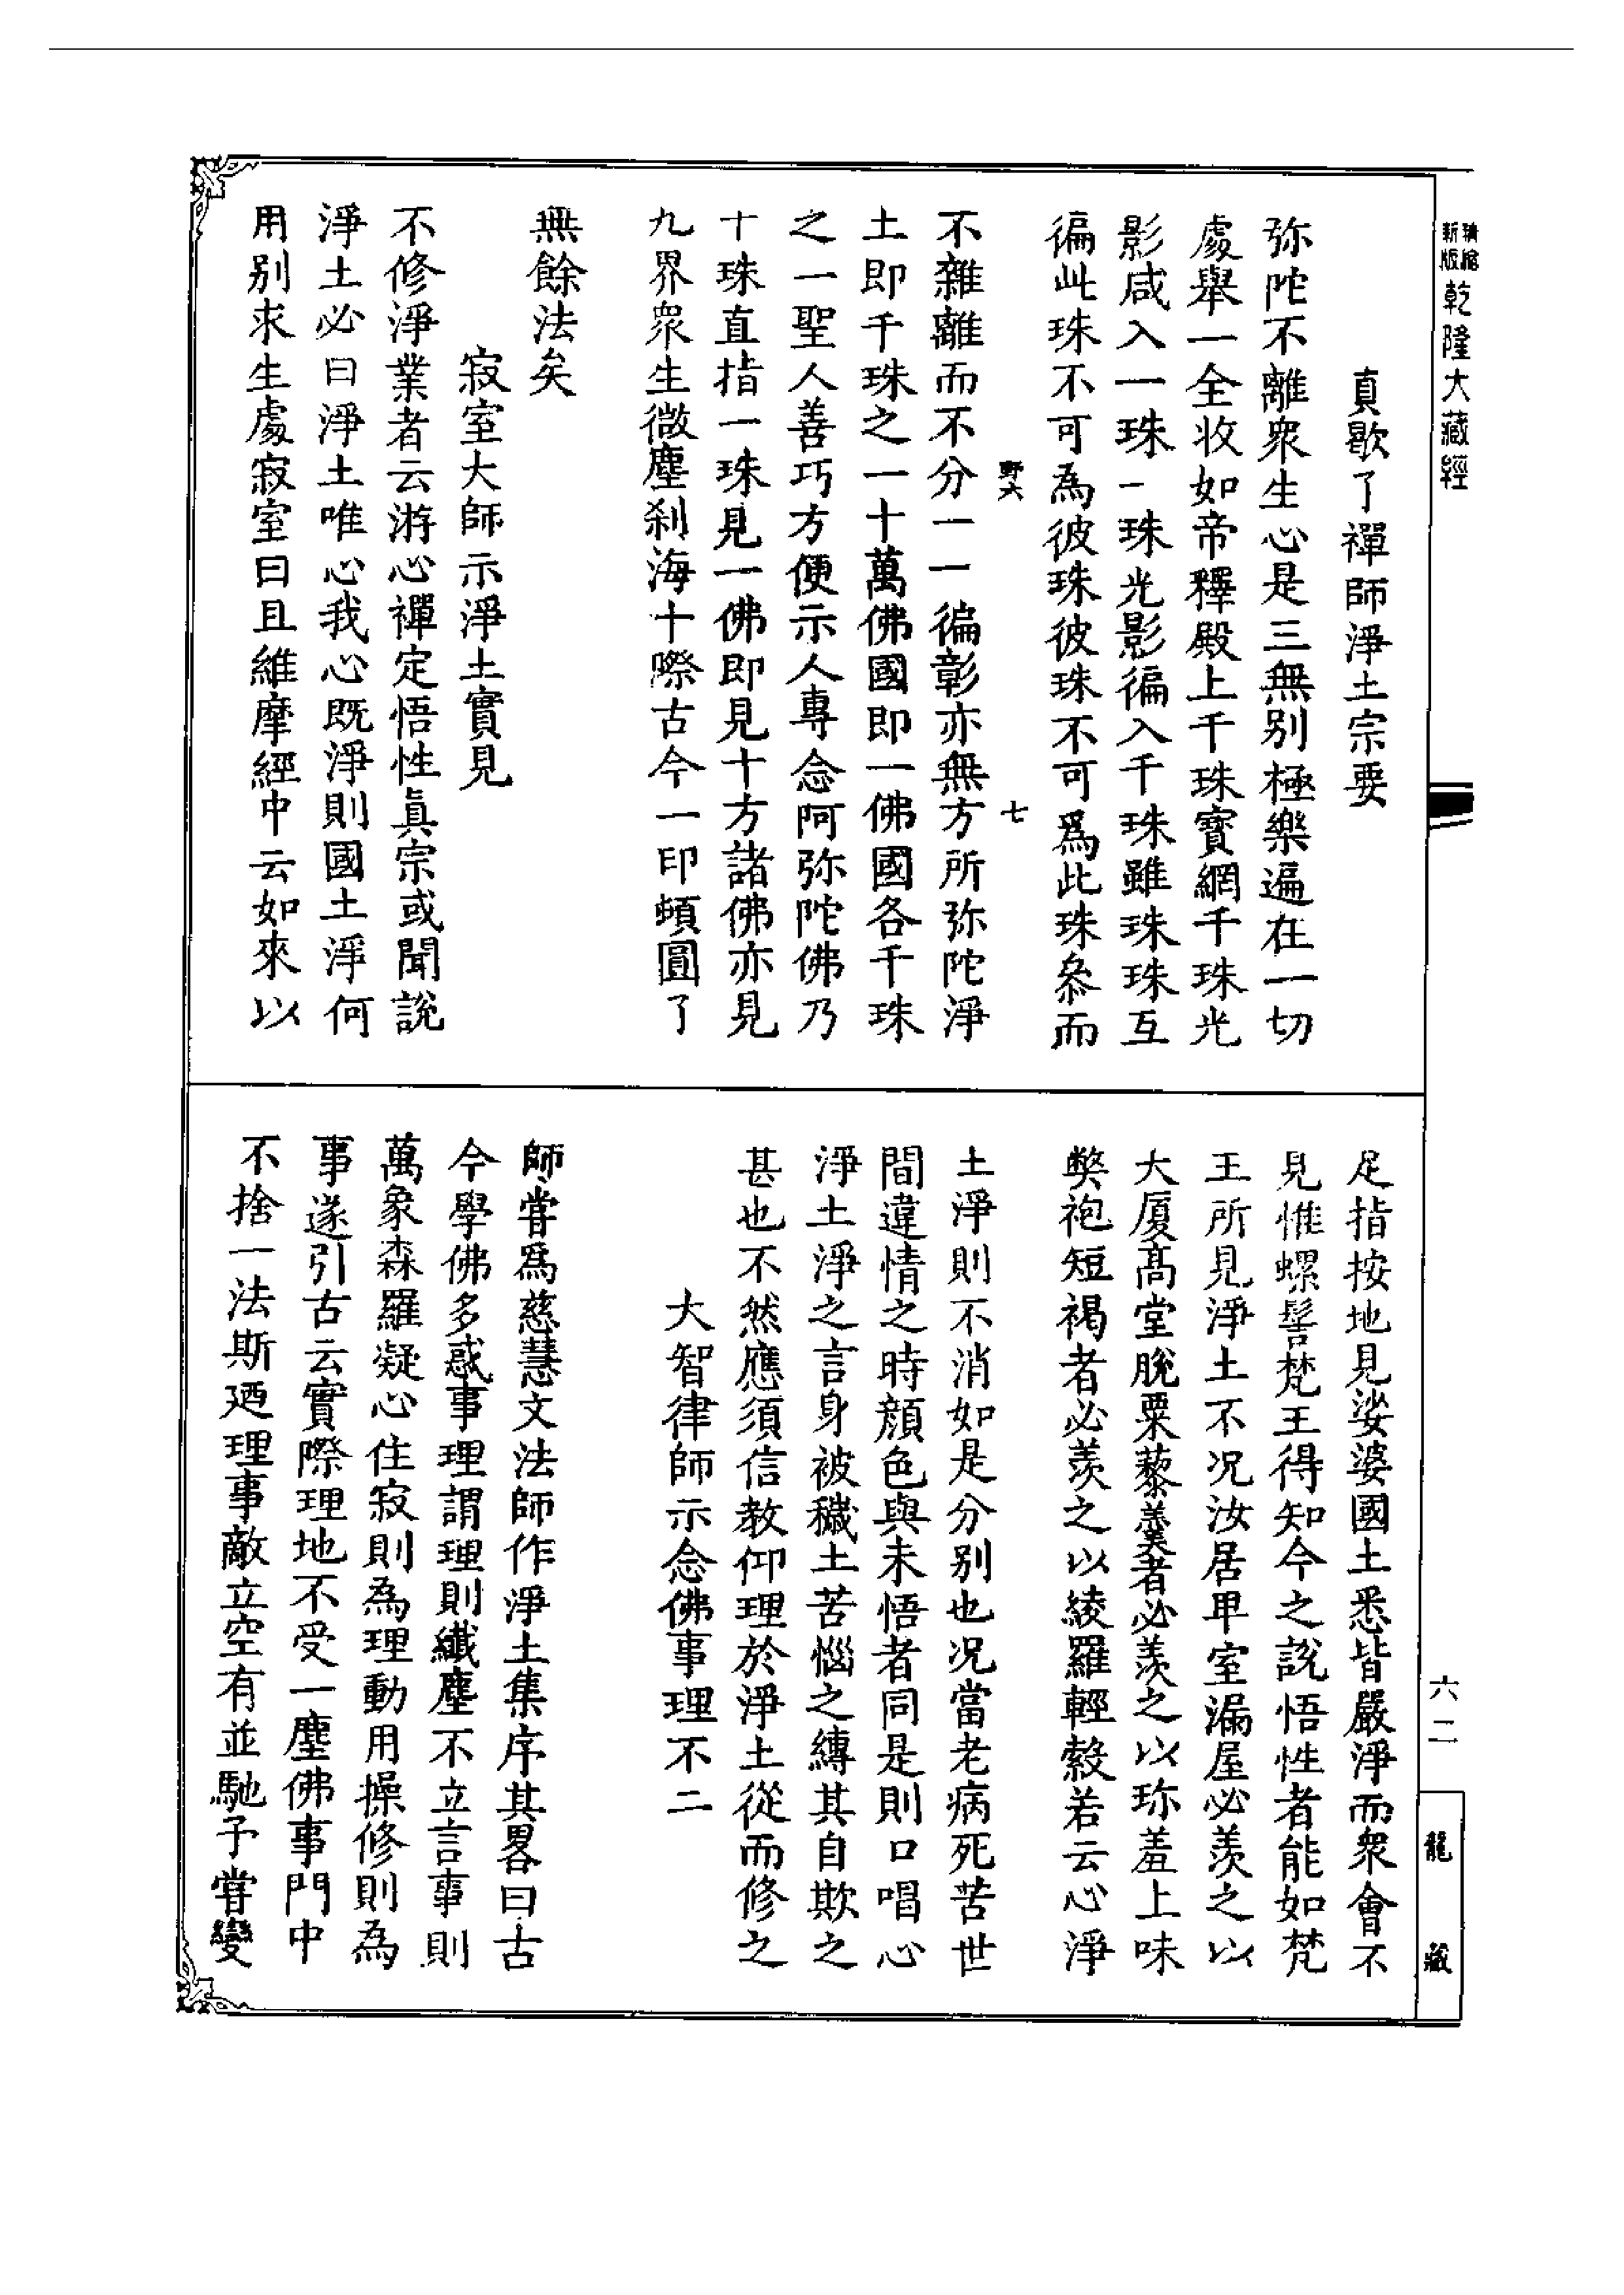 精縮新版乾隆大藏經
真歇了禪師淨土宗要
弥陀不離衆生心是三無別極樂遍在一切
處舉一全收如帝釋殿上千珠寶網千珠光
影咸入一珠一珠光影徧入千珠雖珠珠互
徧此珠不可為彼珠彼珠不可爲此珠叅而
野六 七
不雜離而不分一一徧彰亦無方所弥陀淨
土即千珠之一十萬佛國即一佛國各千珠
之一聖人善巧方便示人專念阿弥陀佛乃
十珠直指一珠見一佛即見十方諸佛亦見
九界衆生微塵刹海十際古今一印頓圓了
無餘法矣
寂室大師示淨土實見
不修淨業者云游心禪定悟性眞宗或聞説
淨土必曰淨土唯心我心既淨則國土淨何
用別求生處寂室曰且維摩經中云如來以
足指按地見娑婆國土悉皆嚴淨而衆會不
見惟螺髻梵王得知今之說悟性者能如梵
王所見淨土不况汝居卑室漏屋必羨之以
大厦高堂脫粟藜羹者必羨之以珎羞上味
弊袍短褐者必羨之以綾羅輕縠若云心淨
土淨則不消如是分別也况當老病死苦世
間違情之時顏色與未悟者同是則口唱心
淨土淨之言身被穢土苦惱之縳其自欺之
甚也不然應須信教仰理於淨土從而修之
大智律師示念佛事理不二
師嘗爲慈慧文法師作淨土集序其畧曰古
今學佛多惑事理謂理則纖塵不立言事則
萬象森羅凝心住寂則為理動用操修則為
事遂引古云實際理地不受一塵佛事門中
不捨一法斯廼理事敵立空有並馳予甞變
六二
龍藏